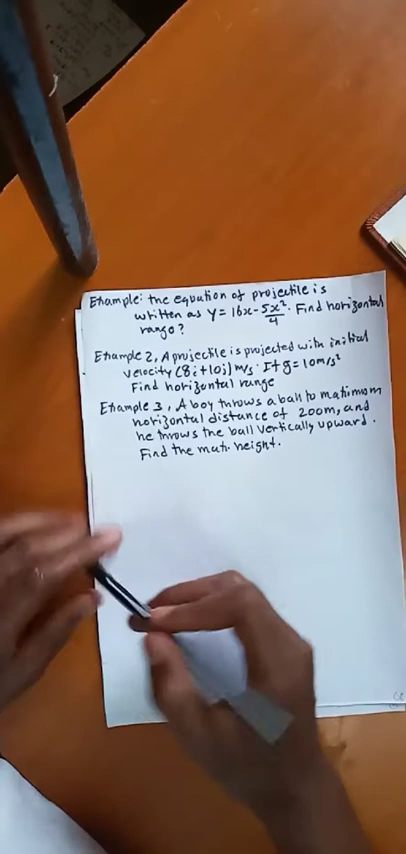 Example: the equation of projectile is
written as y = 16x - 5x²/4. Find horizontal
range?
Example 2, A projectile is projected with initial
velocity (8i + 10j) m/s. If g = 10 m/s²
Find horizontal range
Example 3, A boy throws a ball to maximum
horizontal distance of 200m, and
he throws the ball vertically upward.
Find the max. height.